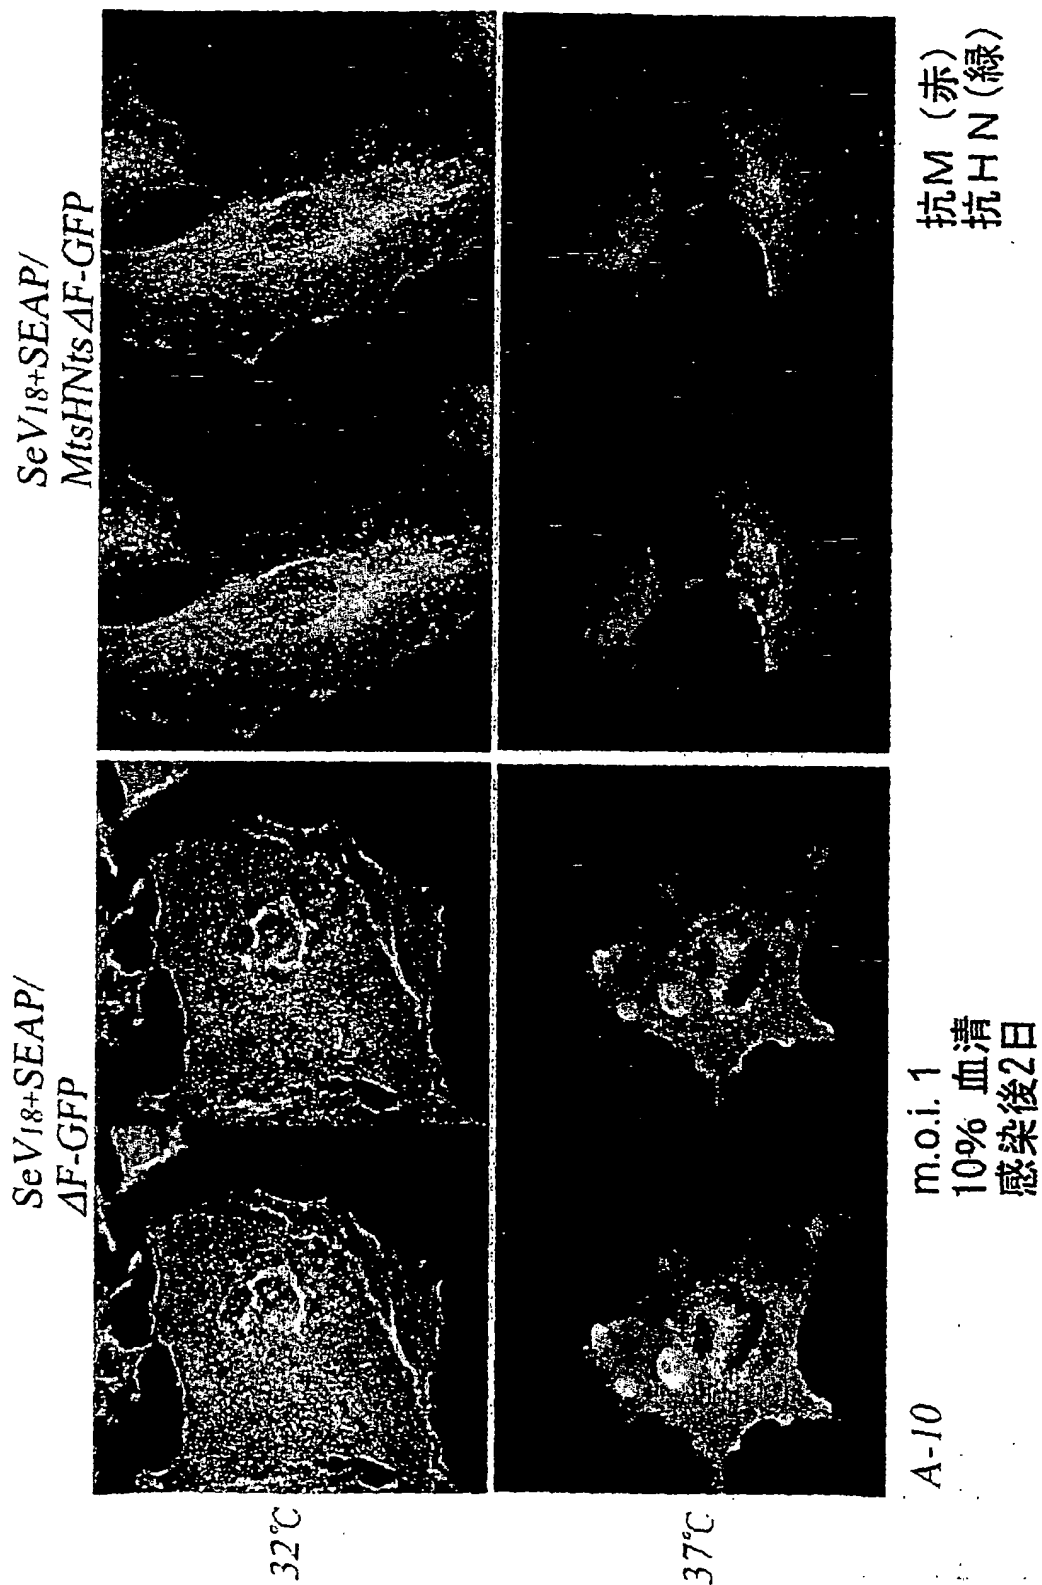 SeV18+SEAP/
ΔF-GFP
SeV18+SEAP/
MtsHNtsΔF-GFP
32℃
37℃
A-10
m.o.i. 1
10% 血清
感染後2日
抗M (赤)
抗HN (緑)